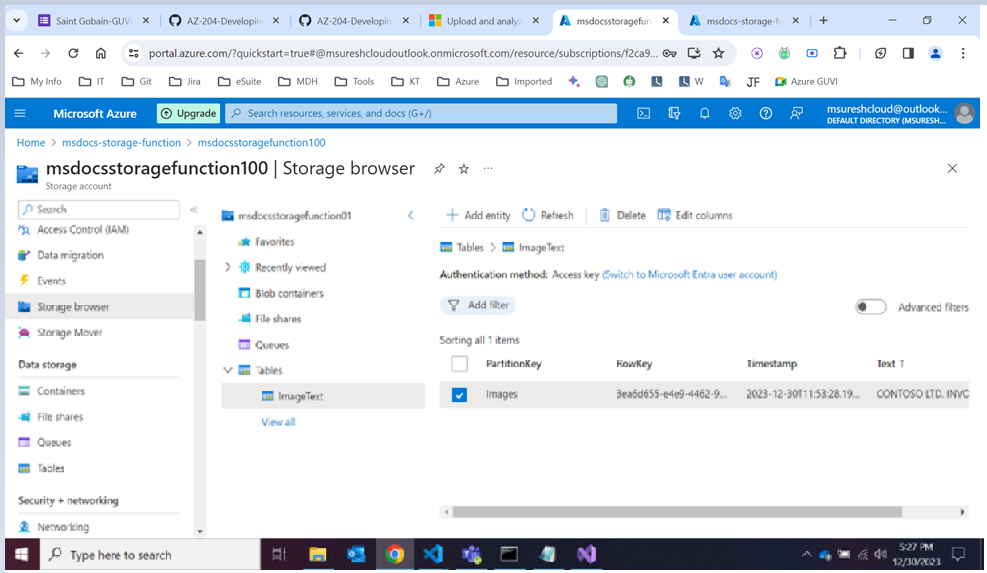 Saint Gobain-GUVI
AZ-204-Developin
AZ-204-Developin
Upload and analyz
msdocsstoragefun
msdocs-storage-fu
portal.azure.com/?quickstart=true#@msureshcloudoutlook.onmicrosoft.com/resource/subscriptions/f2ca9...
My Info
IT
Git
Jira
eSuite
MDH
Tools
KT
Azure
Imported
W
JF
Azure GUVI
Microsoft Azure
Upgrade
Search resources, services, and docs (G+/)
msureshcloud@outlook....
DEFAULT DIRECTORY (MSURESH...
Home > msdocs-storage-function > msdocsstoragefunction100
msdocsstoragefunction100 | Storage browser
Storage account
Search
Access Control (IAM)
Data migration
Events
Storage browser
Storage Mover
Data storage
Containers
File shares
Queues
Tables
Security + networking
Networking
msdocsstoragefunction01
Favorites
Recently viewed
Blob containers
File shares
Queues
Tables
ImageText
View all
Add entity
Refresh
Delete
Edit columns
Tables > ImageText
Authentication method: Access key (Switch to Microsoft Entra user account)
Add filter
Advanced filters
Sorting all 1 items
PartitionKey RowKey Timestamp Text ↑
Images 3ea6d655-e4e9-4462-9... 2023-12-30T11:53:28.19... CONTOSO LTD. INVO
Type here to search
5:27 PM
12/30/2023